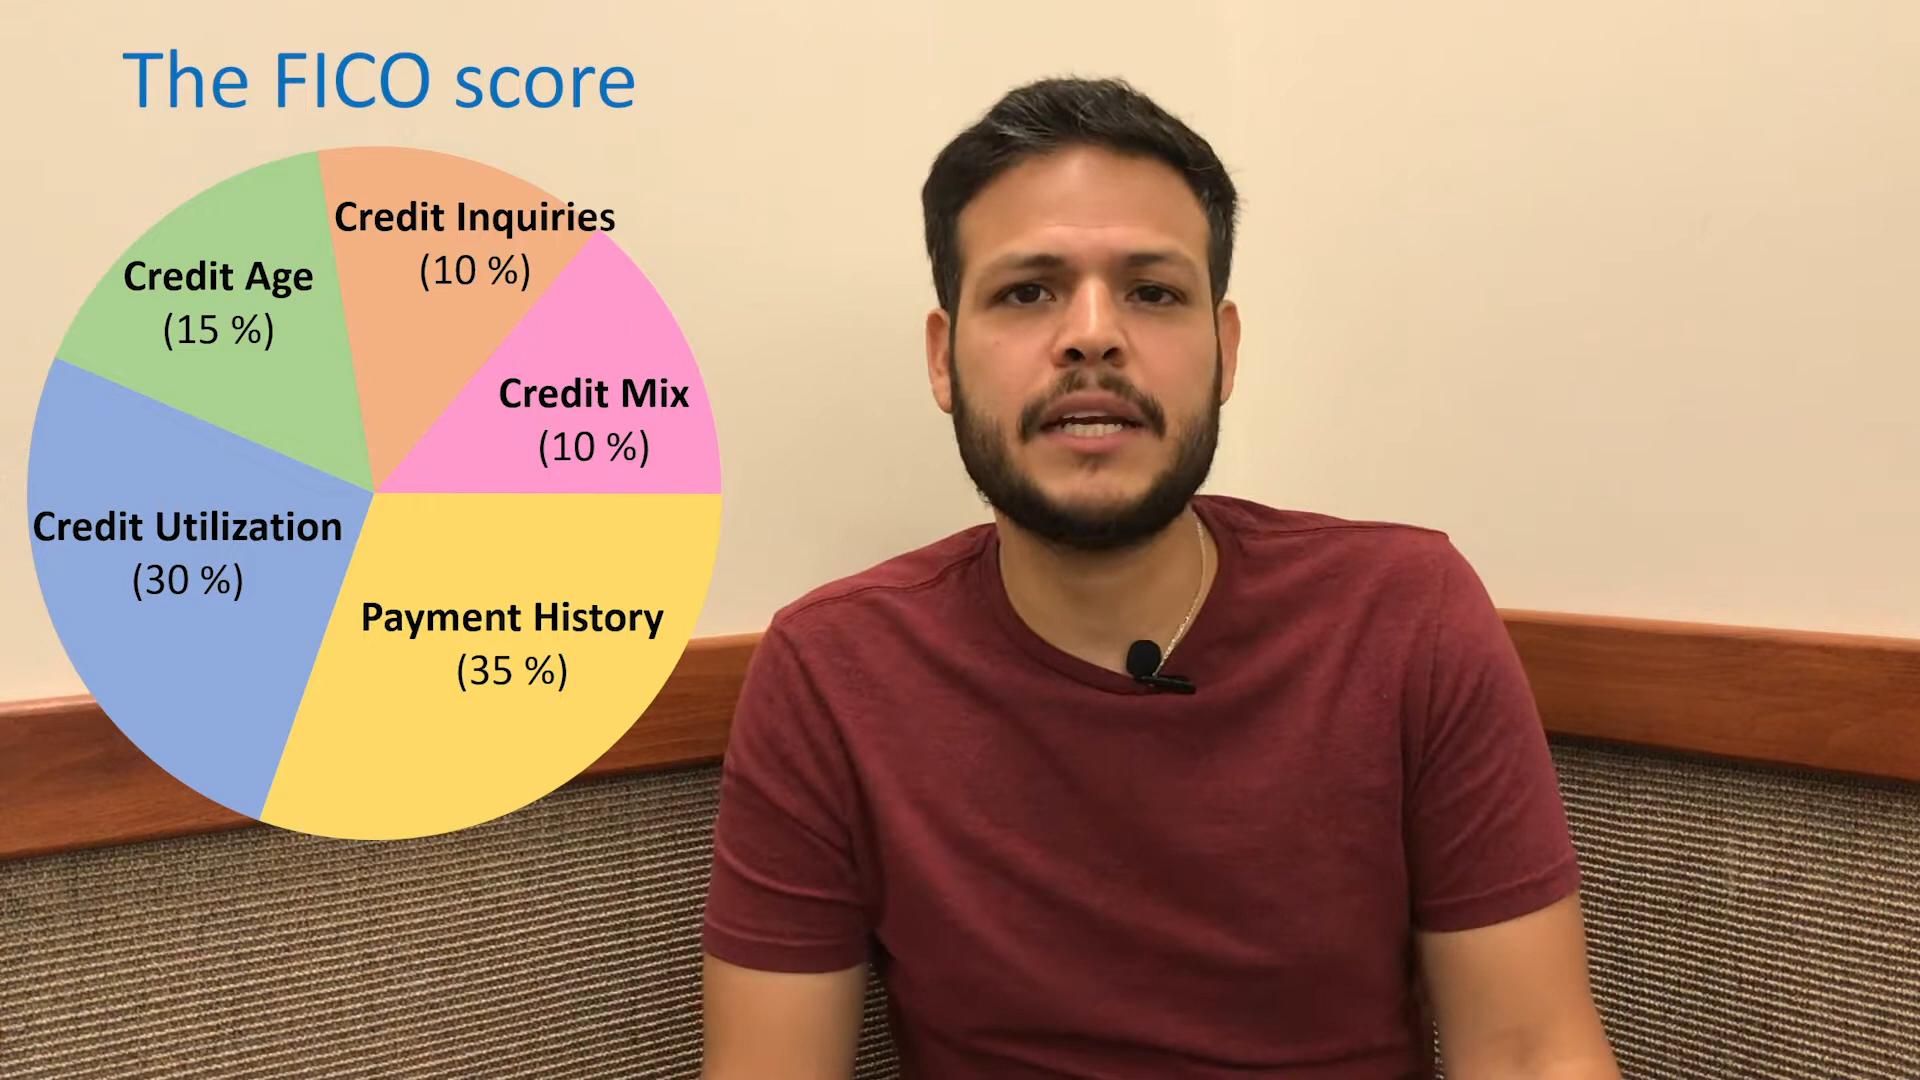 The FICO score
Credit Inquiries
(10 %)
Credit Age
(15 %)
Credit Mix
(10 %)
Credit Utilization
(30 %)
Payment History
(35 %)